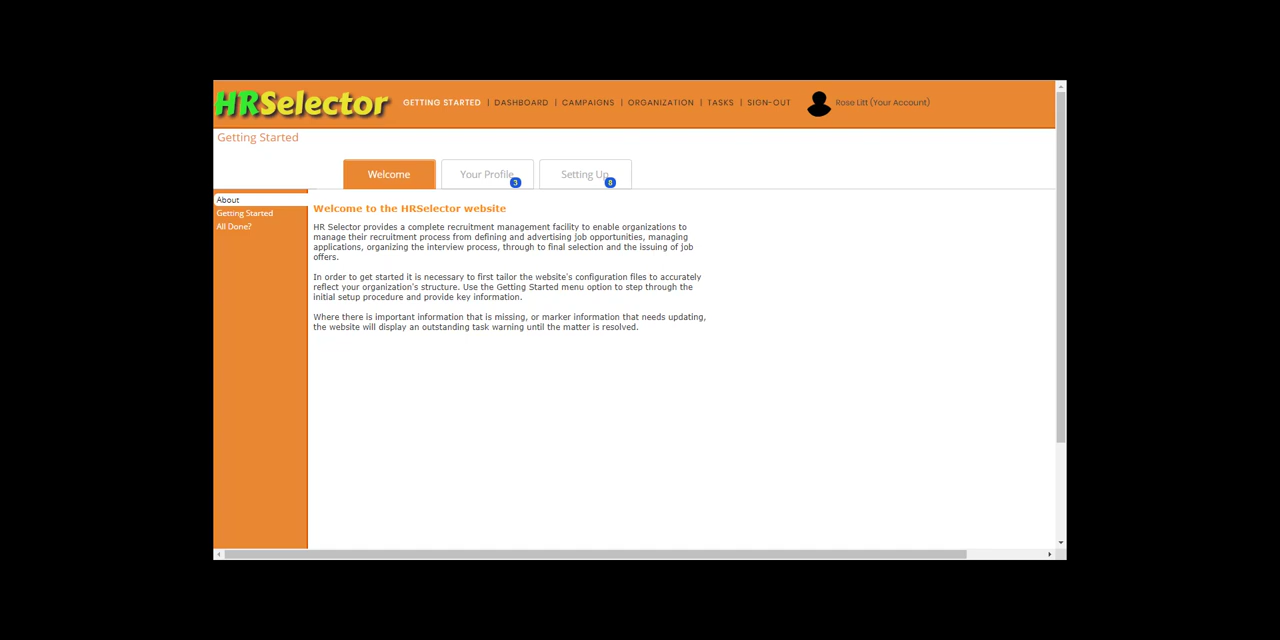 HRSelector
GETTING STARTED | DASHBOARD | CAMPAIGNS | ORGANIZATION | TASKS | SIGN-OUT
Rose Litt (Your Account)
Getting Started
Welcome
Your Profile 3
Setting Up 8
About
Getting Started
All Done?
Welcome to the HRSelector website
HR Selector provides a complete recruitment management facility to enable organizations to
manage their recruitment process from defining and advertising job opportunities, managing
applications, organizing the interview process, through to final selection and the issuing of job
offers.
In order to get started it is necessary to first tailor the website's configuration files to accurately
reflect your organization's structure. Use the Getting Started menu option to step through the
initial setup procedure and provide key information.
Where there is important information that is missing, or marker information that needs updating,
the website will display an outstanding task warning until the matter is resolved.